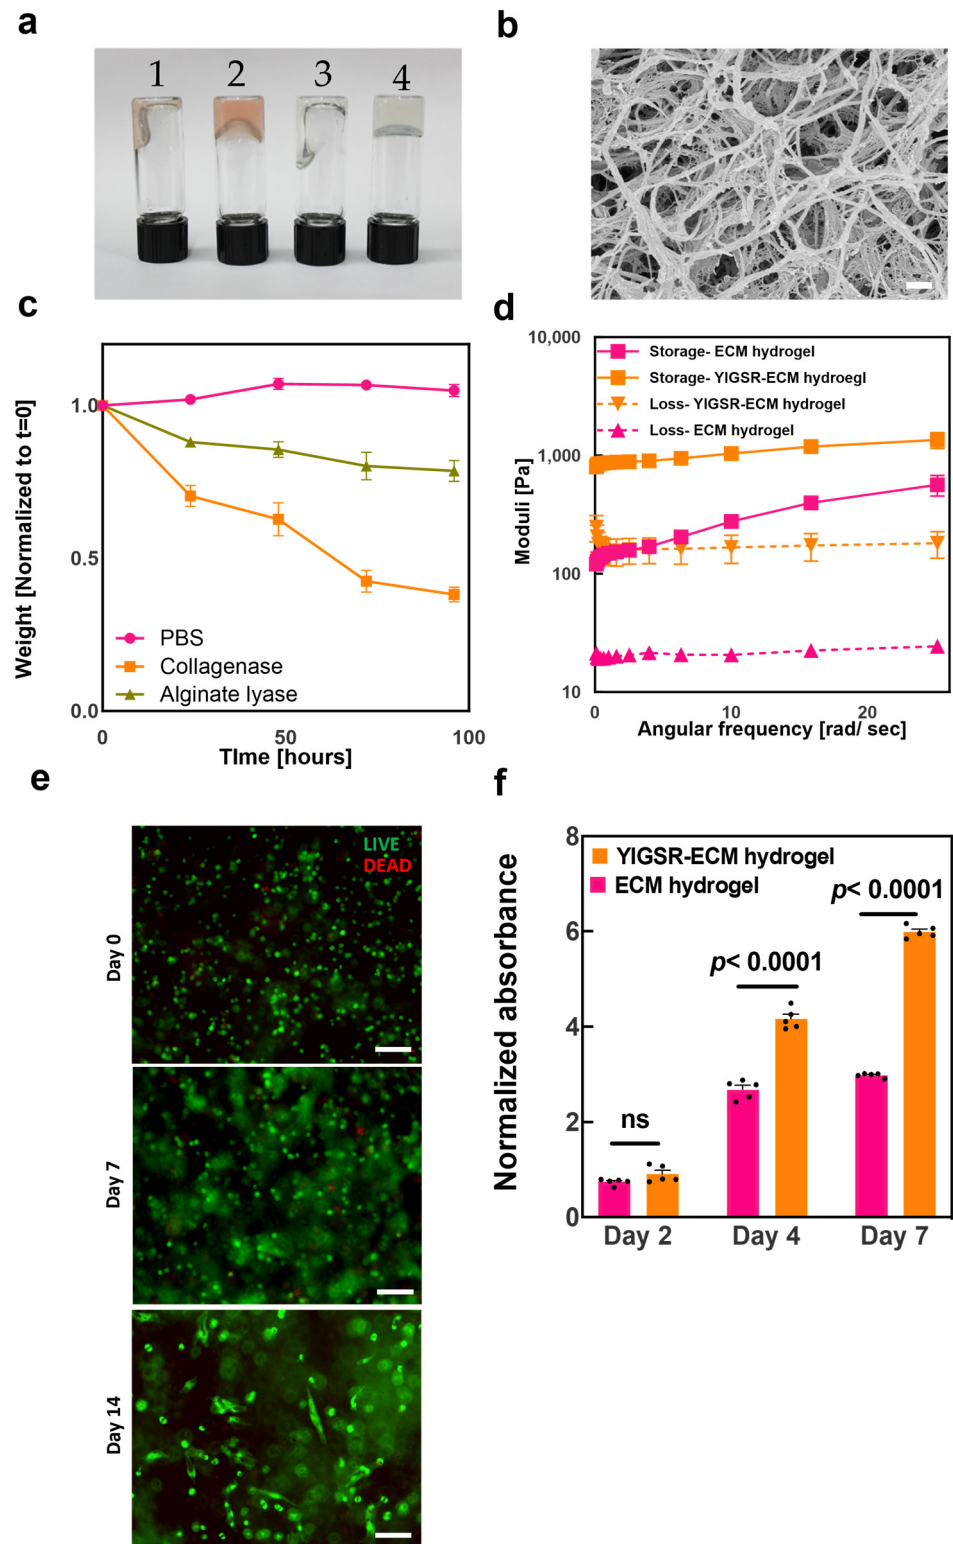 a
1 2 3 4
b
c
Weight [Normalized to t=0]
1.0
0.5
0.0
PBS
Collagenase
Alginate lyase
0 50 100
TIme [hours]
d
Moduli [Pa]
10,000
1,000
100
10
Storage- ECM hydrogel
Storage- YIGSR-ECM hydroegl
Loss- YIGSR-ECM hydrogel
Loss- ECM hydrogel
0 10 20
Angular frequency [rad/ sec]
e
LIVE
DEAD
Day 0
Day 7
Day 14
f
Normalized absorbance
8
6
4
2
0
YIGSR-ECM hydrogel
ECM hydrogel
ns
p< 0.0001
p< 0.0001
Day 2 Day 4 Day 7